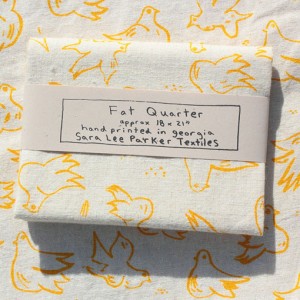 Fat Quarter
approx 18 x 21"
hand printed in georgia
Sara Lee Parker Textiles